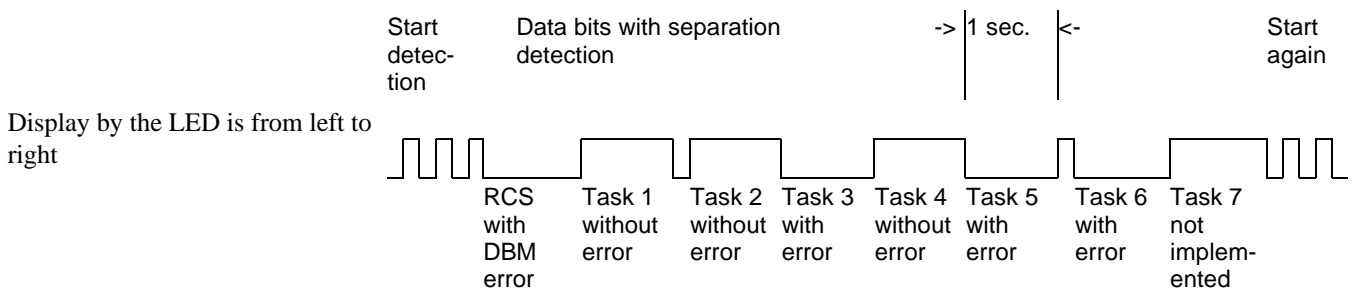 Start
detec-
tion
Data bits with separation
detection
-> 1 sec. <-
Start
again
Display by the LED is from left to
right
RCS
with
DBM
error
Task 1
without
error
Task 2
without
error
Task 3
with
error
Task 4
without
error
Task 5
with
error
Task 6
with
error
Task 7
not
implem-
ented